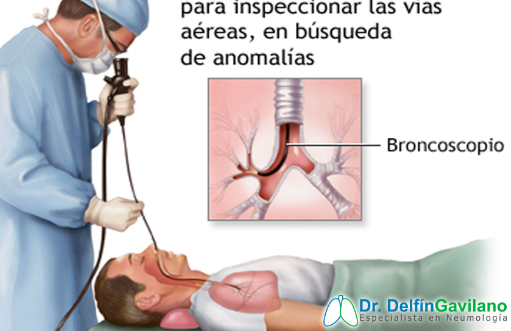 para inspeccionar las vías
aéreas, en búsqueda
de anomalías
Broncoscopio
Dr. DelfínGavilano
Especialista en Neumología